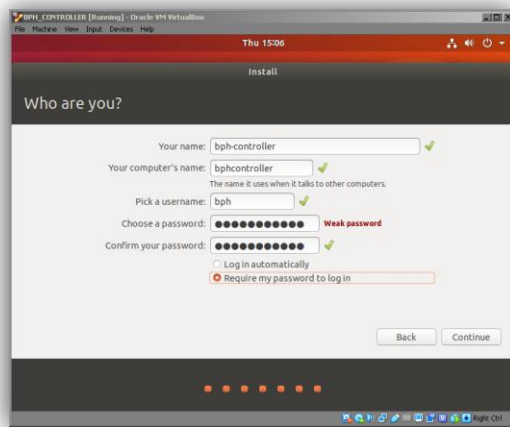 BPH_CONTROLLER [Running] - Oracle VM VirtualBox
File Machine View Input Devices Help
Thu 15:06
Install
Who are you?
Your name: bph-controller
Your computer's name: bphcontroller
The name it uses when it talks to other computers.
Pick a username: bph
Choose a password: ●●●●●●●●●●● Weak password
Confirm your password: ●●●●●●●●●●●
Log in automatically
Require my password to log in
Back Continue
Right Ctrl